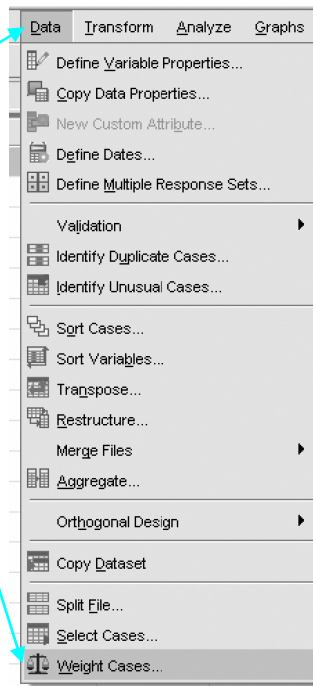 Data Transform Analyze Graphs
Define Variable Properties...
Copy Data Properties...
New Custom Attribute...
Define Dates...
Define Multiple Response Sets...
Validation
Identify Duplicate Cases...
Identify Unusual Cases...
Sort Cases...
Sort Variables...
Transpose...
Restructure...
Merge Files
Aggregate...
Orthogonal Design
Copy Dataset
Split File...
Select Cases...
Weight Cases...